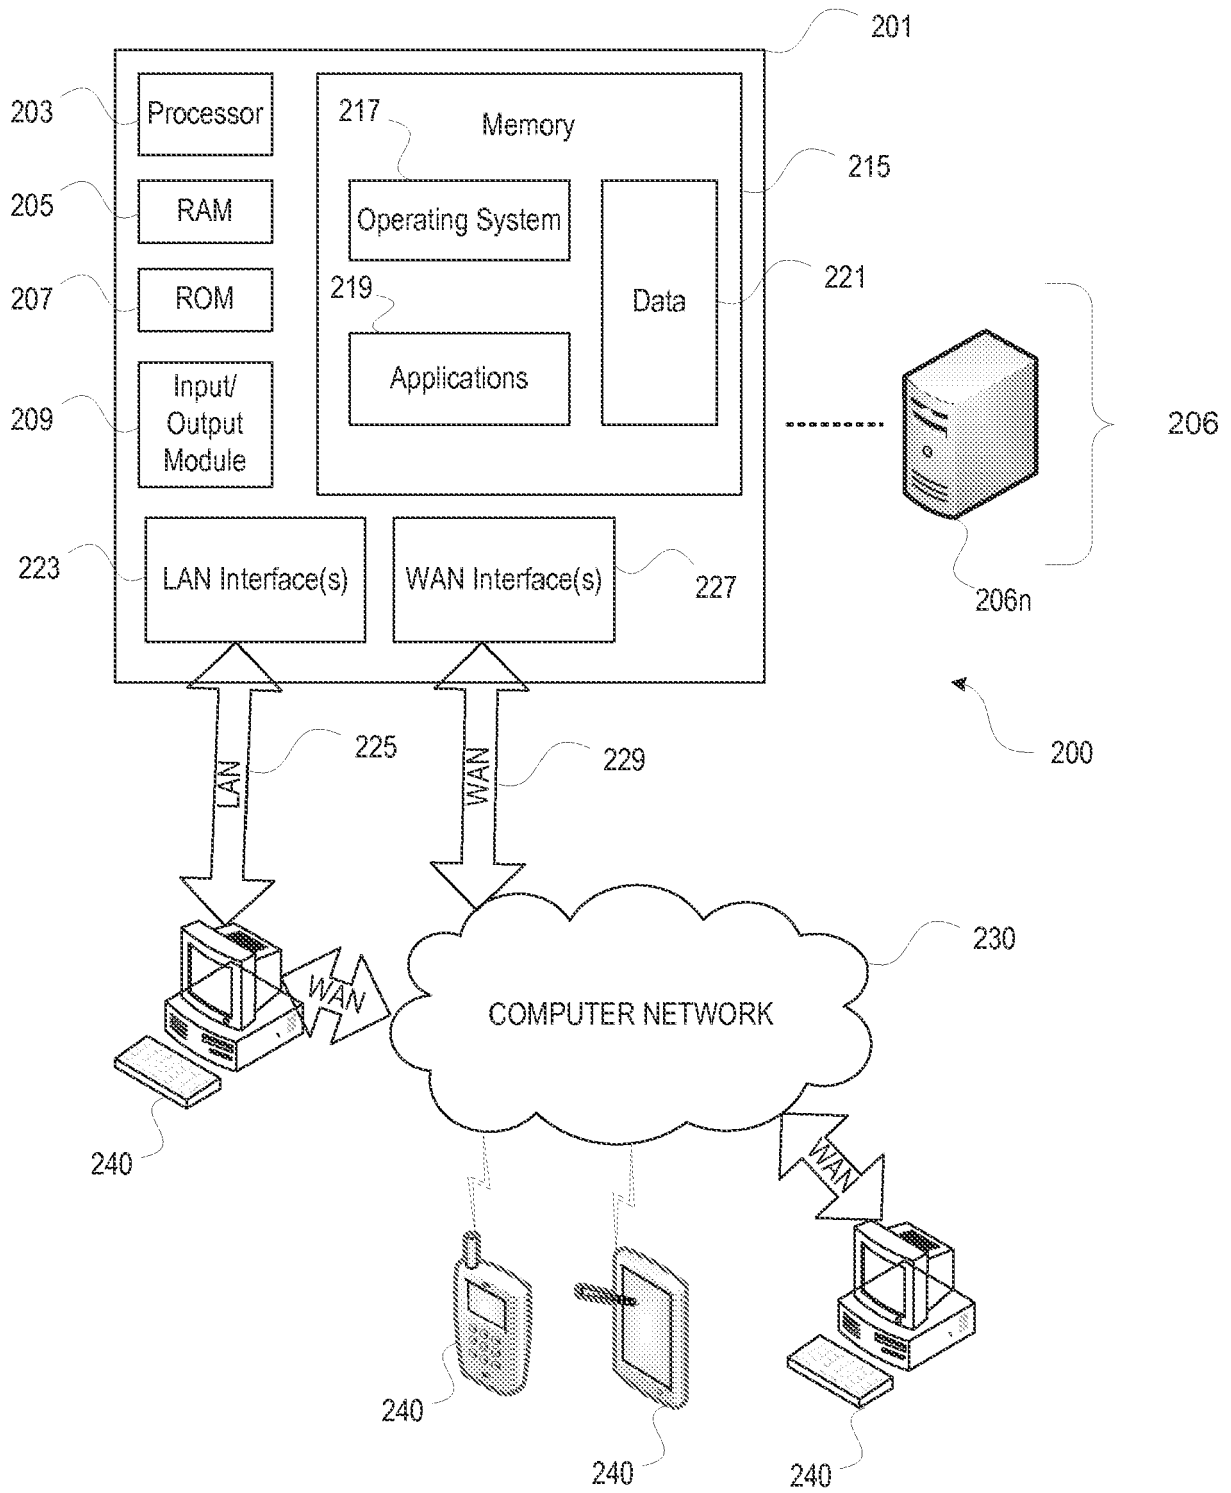 201
203
Processor
217
Memory
215
205
RAM
Operating System
207
ROM
219
Data
221
Applications
209
Input/
Output
Module
206
223
LAN Interface(s)
WAN Interface(s)
227
206n
200
225
LAN
229
WAN
230
WAN
COMPUTER NETWORK
240
WAN
240
240
240